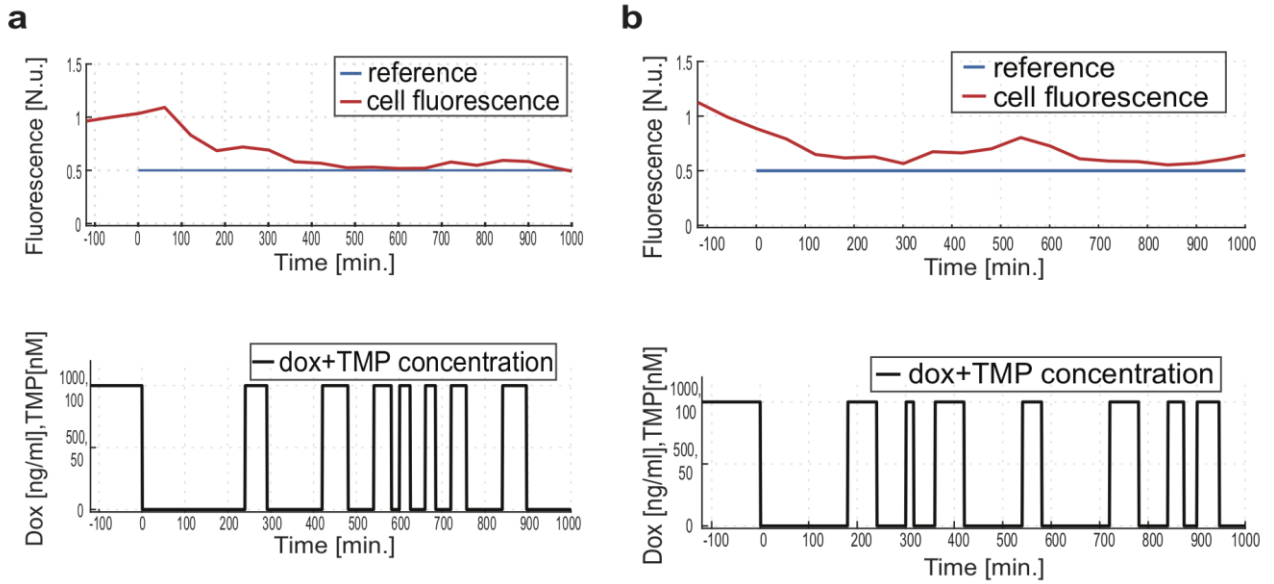 a
Fluorescence [N.u.]
1.5
1
0.5
0
reference
cell fluorescence
-100 0 100 200 300 400 500 600 700 800 900 1000
Time [min.]
b
Fluorescence [N.u.]
1.5
1
0.5
0
reference
cell fluorescence
-100 0 100 200 300 400 500 600 700 800 900 1000
Time [min.]
Dox [ng/ml],TMP[nM]
1000,
100
500,
50
0
dox+TMP concentration
-100 0 100 200 300 400 500 600 700 800 900 1000
Time [min.]
Dox [ng/ml],TMP[nM]
1000,
100
500,
50
0
dox+TMP concentration
-100 0 100 200 300 400 500 600 700 800 900 1000
Time [min.]